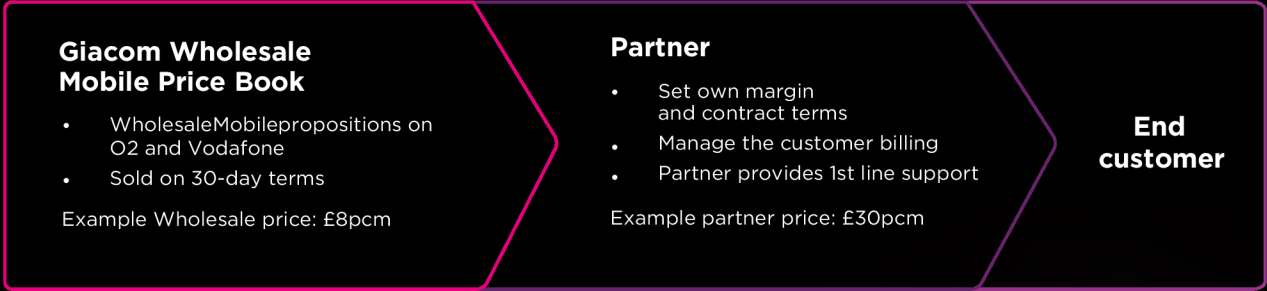 Giacom Wholesale
Mobile Price Book
• WholesaleMobilepropositions on
O2 and Vodafone
• Sold on 30-day terms
Example Wholesale price: £8pcm
Partner
• Set own margin
and contract terms
• Manage the customer billing
• Partner provides 1st line support
Example partner price: £30pcm
End
customer